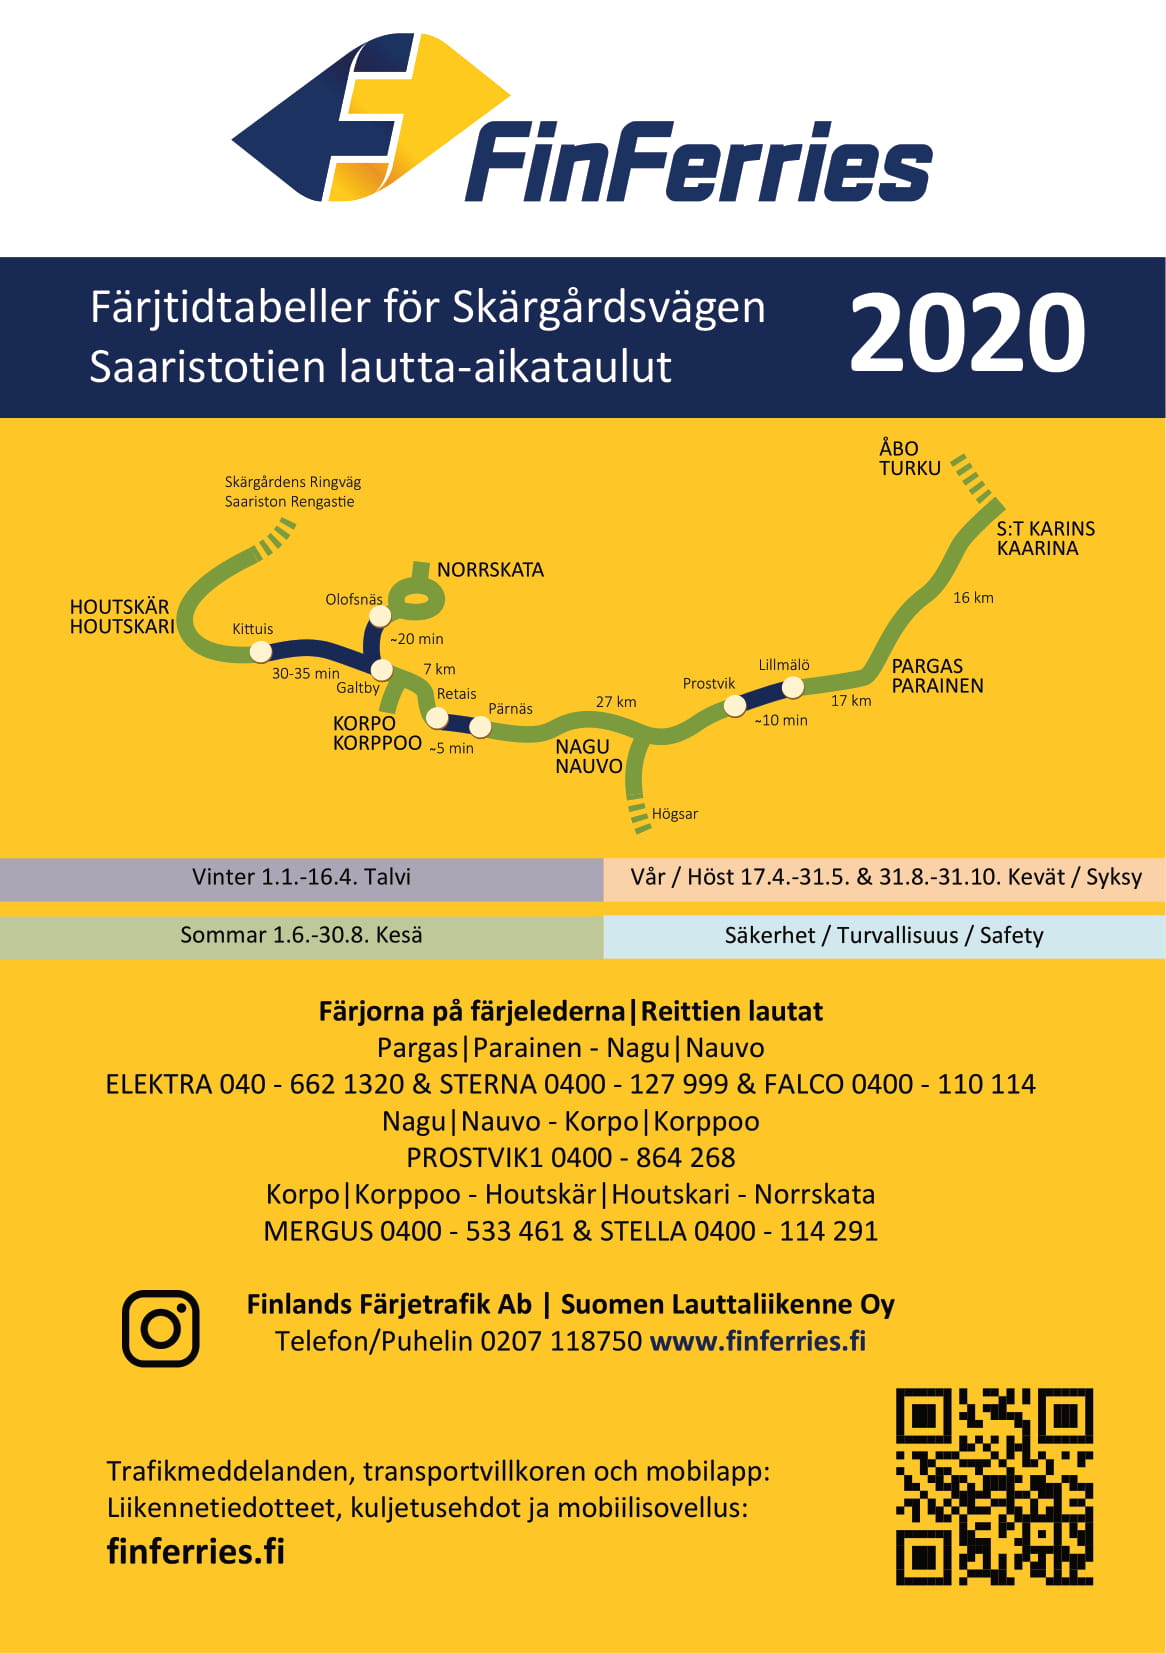 FinFerries
Färjtidtabeller för Skärgårdsvägen
Saaristotien lautta-aikataulut
2020
ÅBO
TURKU
Skärgårdens Ringväg
Saariston Rengastie
S:T KARINS
KAARINA
NORRSKATA
HOUTSKÄR
HOUTSKARI
Olofsnäs
16 km
Kittuis
~20 min
30-35 min
7 km
Lillmälö
PARGAS
PARAINEN
Galtby
Retais
Prostvik
17 km
Pärnäs
27 km
~10 min
KORPO
KORPPOO
~5 min
NAGU
NAUVO
Högsar
Vinter 1.1.-16.4. Talvi
Vår / Höst 17.4.-31.5. & 31.8.-31.10. Kevät / Syksy
Sommar 1.6.-30.8. Kesä
Säkerhet / Turvallisuus / Safety
Färjorna på färjelederna|Reittien lautat
Pargas|Parainen - Nagu|Nauvo
ELEKTRA 040 - 662 1320 & STERNA 0400 - 127 999 & FALCO 0400 - 110 114
Nagu|Nauvo - Korpo|Korppoo
PROSTVIK1 0400 - 864 268
Korpo|Korppoo - Houtskär|Houtskari - Norrskata
MERGUS 0400 - 533 461 & STELLA 0400 - 114 291
Finlands Färjetrafik Ab | Suomen Lauttaliikenne Oy
Telefon/Puhelin 0207 118750 www.finferries.fi
Trafikmeddelanden, transportvillkoren och mobilapp:
Liikennetiedotteet, kuljetusehdot ja mobiilisovellus:
finferries.fi